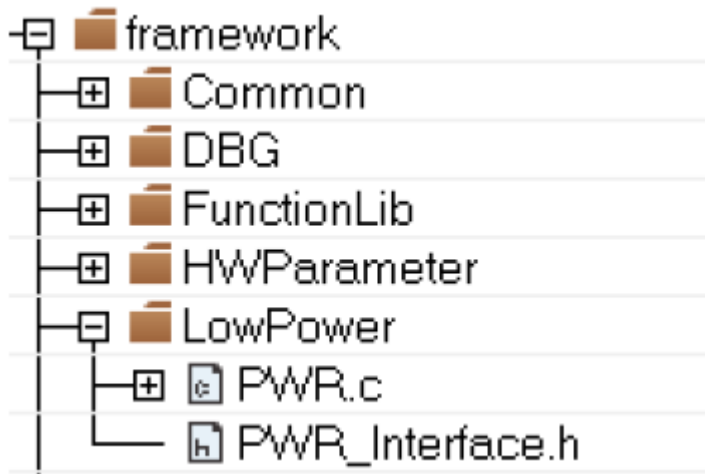 framework
Common
DBG
FunctionLib
HWParameter
LowPower
PWR.c
PWR_Interface.h